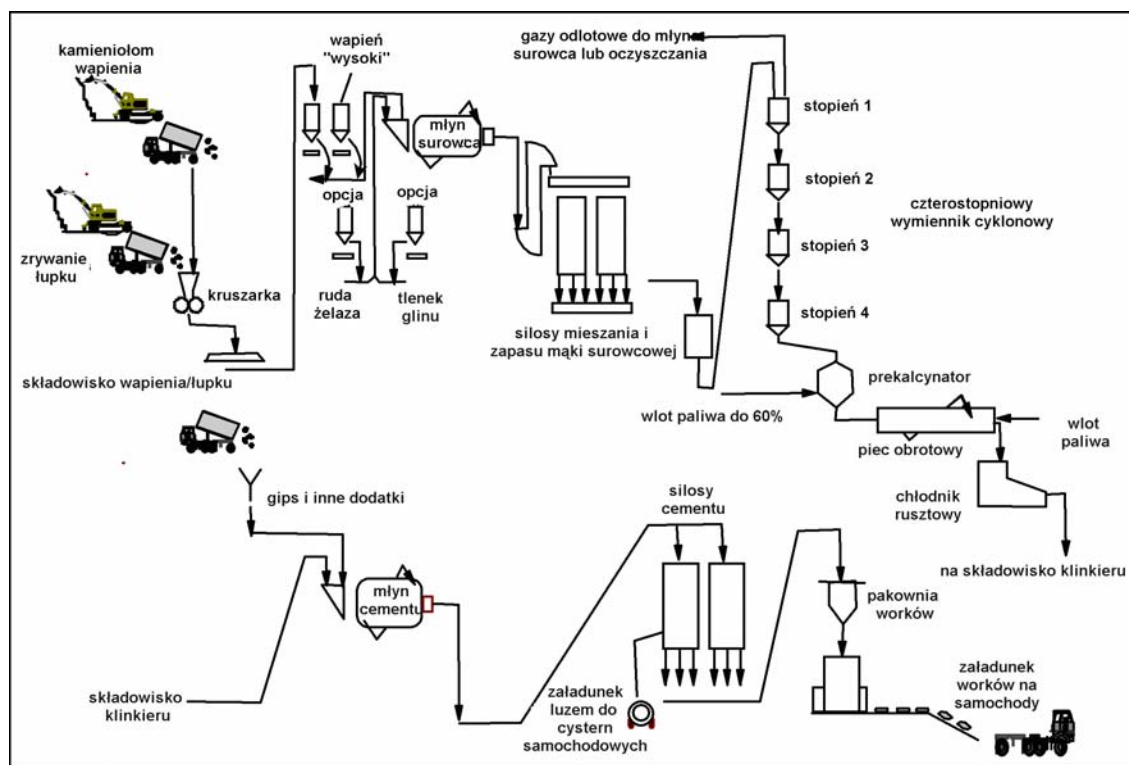 kamieniołom
wapienia
wapień
"wysoki"
gazy odlotowe do młyna
surowca lub oczyszczania
młyn
surowca
stopień 1
stopień 2
stopień 3
stopień 4
czterostopniowy
wymiennik cyklonowy
zrywanie
łupku
kruszarka
opcja
opcja
ruda
żelaza
tlenek
glinu
silosy mieszania i
zapasu mąki surowcowej
składowisko wapienia/łupku
prekalcynator
wlot paliwa do 60%
piec obrotowy
wlot
paliwa
chłodnik
rusztowy
na składowisko klinkieru
gips i inne dodatki
młyn
cementu
silosy
cementu
składowisko
klinkieru
załadunek
luzem do
cystern
samochodowych
pakownia
worków
załadunek
worków na
samochody